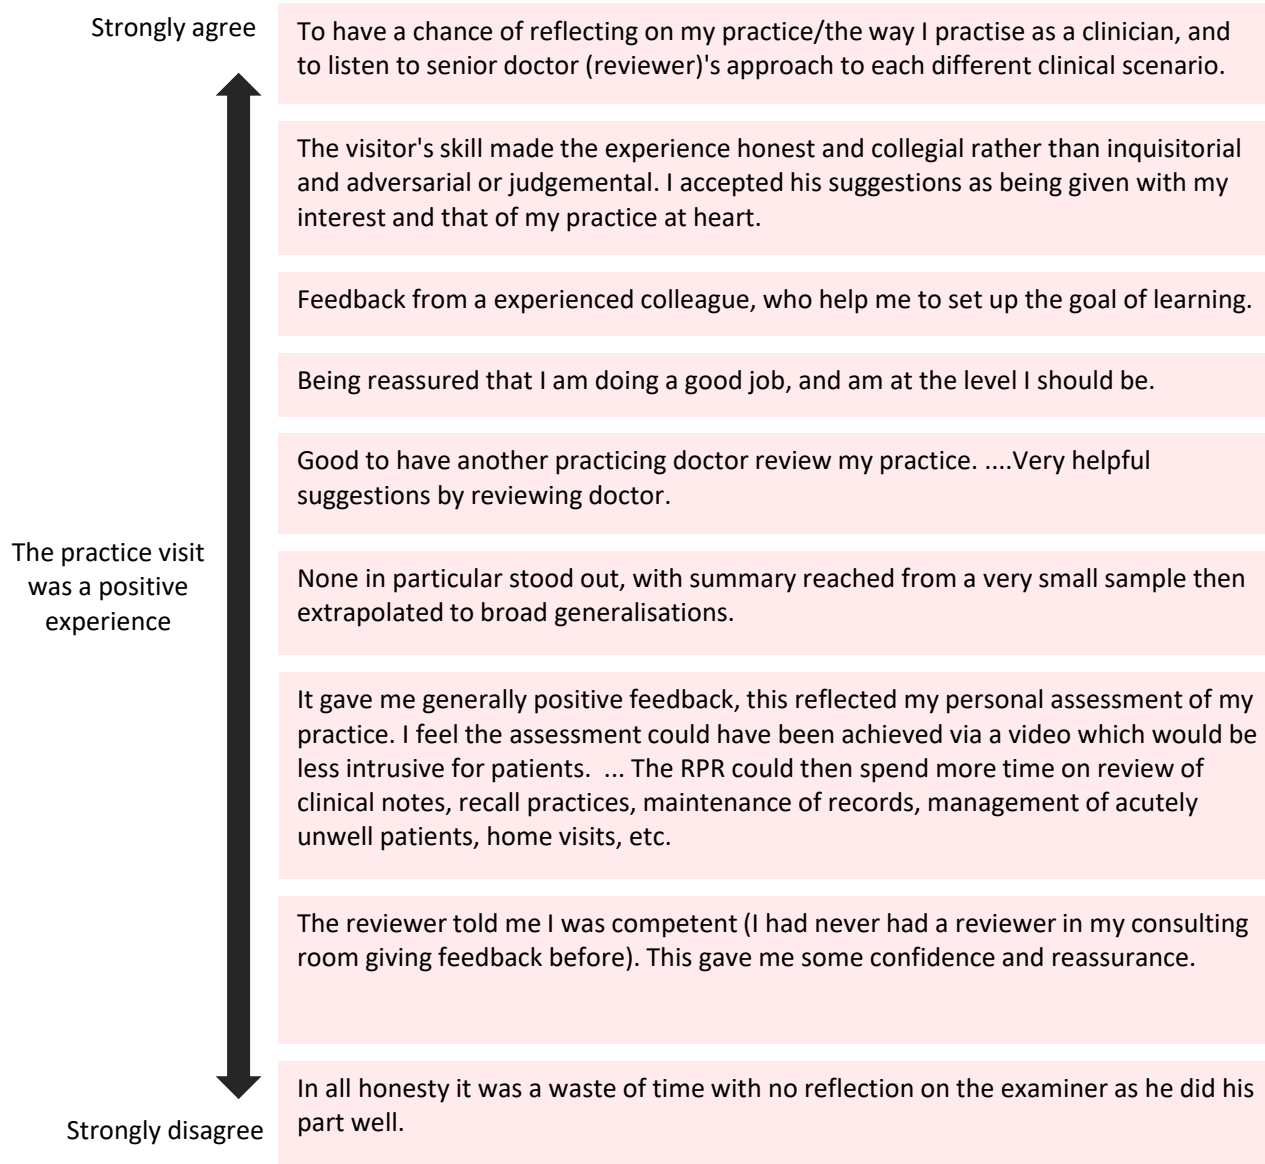 Strongly agree
To have a chance of reflecting on my practice/the way I practise as a clinician, and
to listen to senior doctor (reviewer)'s approach to each different clinical scenario.
The visitor's skill made the experience honest and collegial rather than inquisitorial
and adversarial or judgemental. I accepted his suggestions as being given with my
interest and that of my practice at heart.
Feedback from a experienced colleague, who help me to set up the goal of learning.
Being reassured that I am doing a good job, and am at the level I should be.
Good to have another practicing doctor review my practice. ....Very helpful
suggestions by reviewing doctor.
The practice visit
was a positive
experience
None in particular stood out, with summary reached from a very small sample then
extrapolated to broad generalisations.
It gave me generally positive feedback, this reflected my personal assessment of my
practice. I feel the assessment could have been achieved via a video which would be
less intrusive for patients.  ... The RPR could then spend more time on review of
clinical notes, recall practices, maintenance of records, management of acutely
unwell patients, home visits, etc.
The reviewer told me I was competent (I had never had a reviewer in my consulting
room giving feedback before). This gave me some confidence and reassurance.
In all honesty it was a waste of time with no reflection on the examiner as he did his
part well.
Strongly disagree